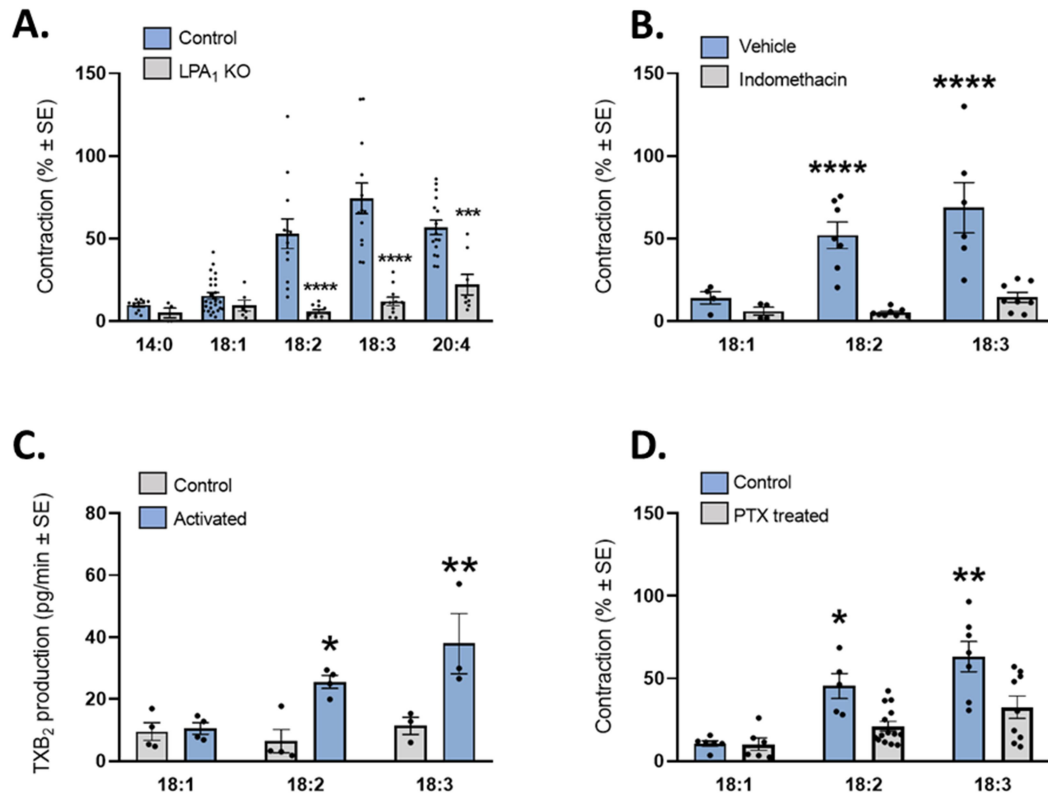 A.
Control
LPA₁ KO
Contraction (% ± SE)
150
100
50
0
****
****
***
14:0 18:1 18:2 18:3 20:4
B.
Vehicle
Indomethacin
Contraction (% ± SE)
150
100
50
0
****
****
18:1 18:2 18:3
C.
Control
Activated
TXB₂ production (pg/min ± SE)
80
60
40
20
0
*
**
18:1 18:2 18:3
D.
Control
PTX treated
Contraction (% ± SE)
150
100
50
0
*
**
18:1 18:2 18:3